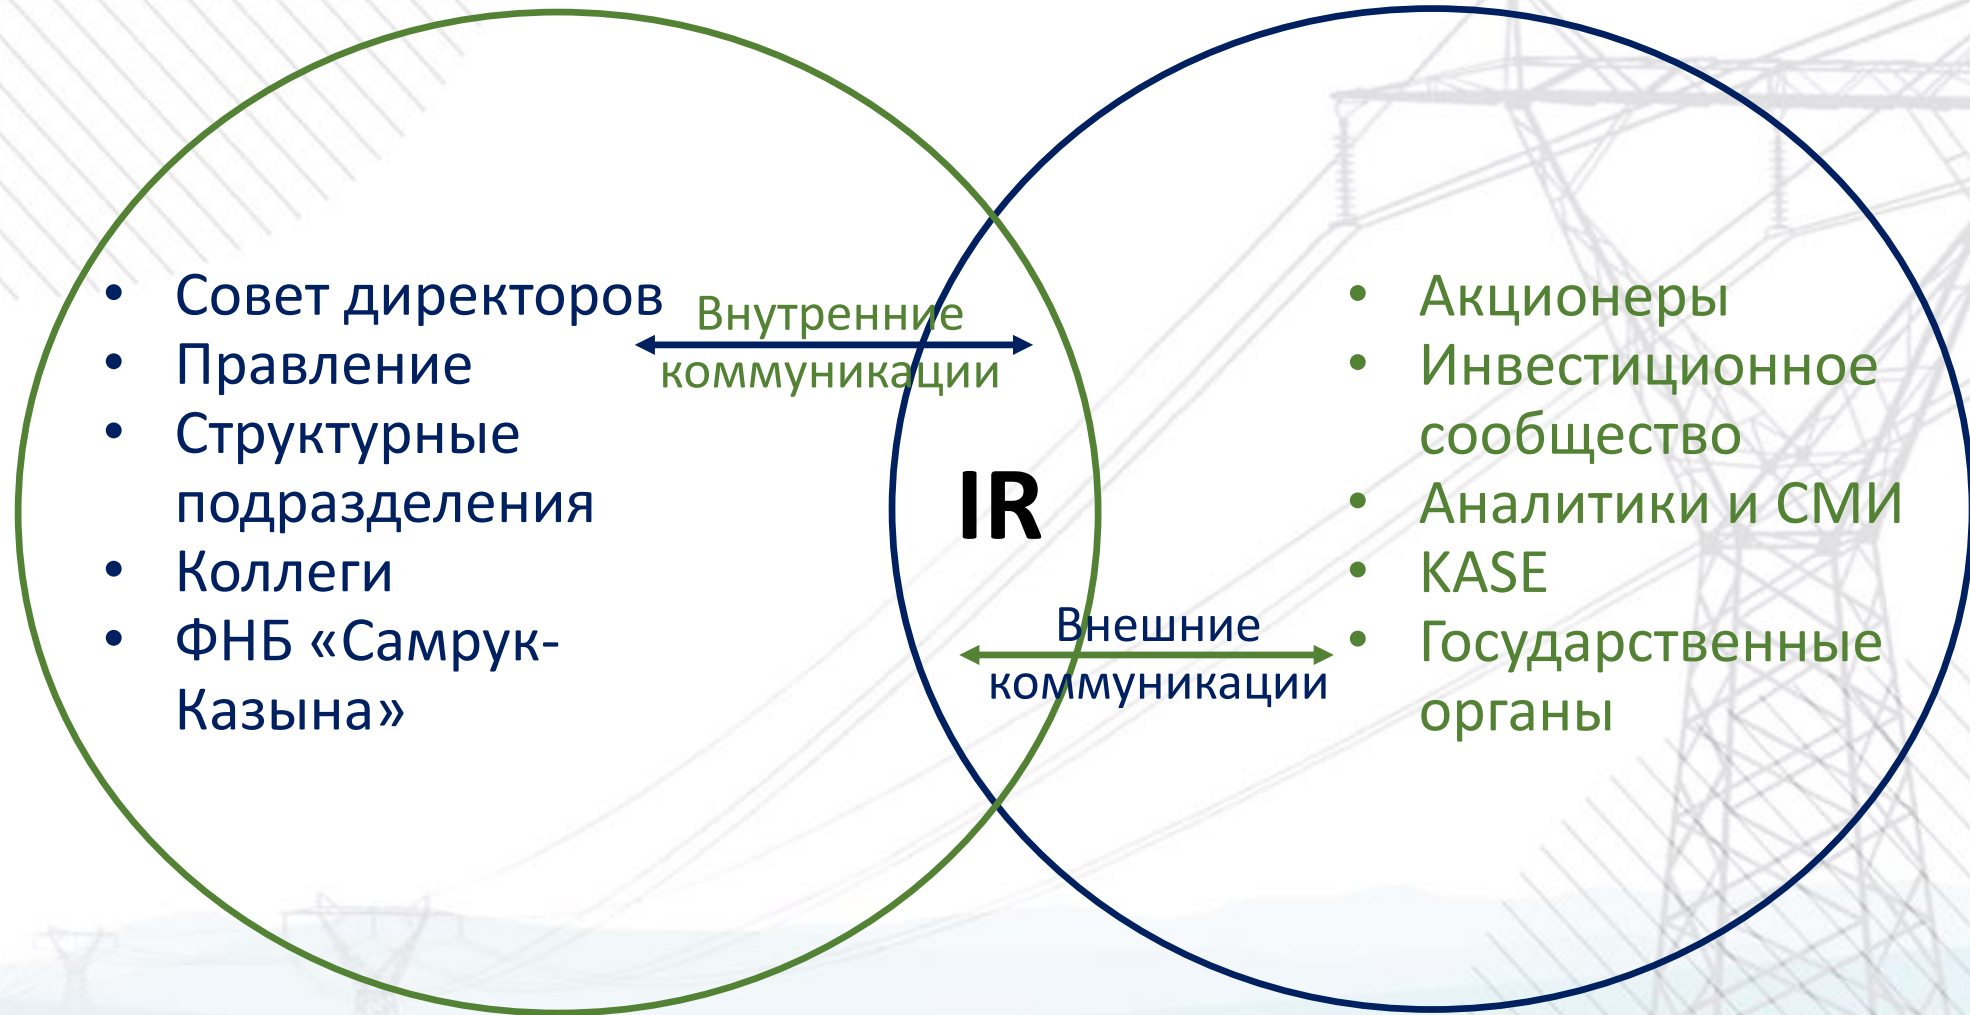 • Совет директоров
• Правление
• Структурные
подразделения
• Коллеги
• ФНБ «Самрук-
Казына»
Внутренние
коммуникации
IR
Внешние
коммуникации
• Акционеры
• Инвестиционное
сообщество
• Аналитики и СМИ
• KASE
• Государственные
органы